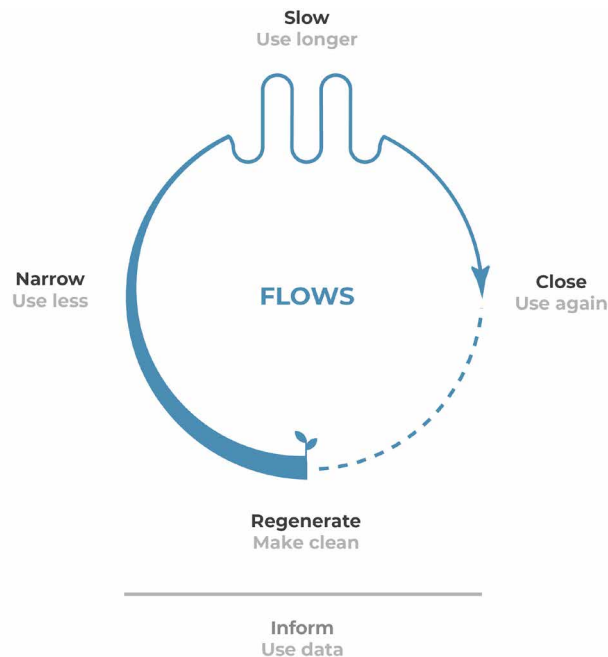 Slow
Use longer
Narrow
Use less
FLOWS
Close
Use again
Regenerate
Make clean
Inform
Use data